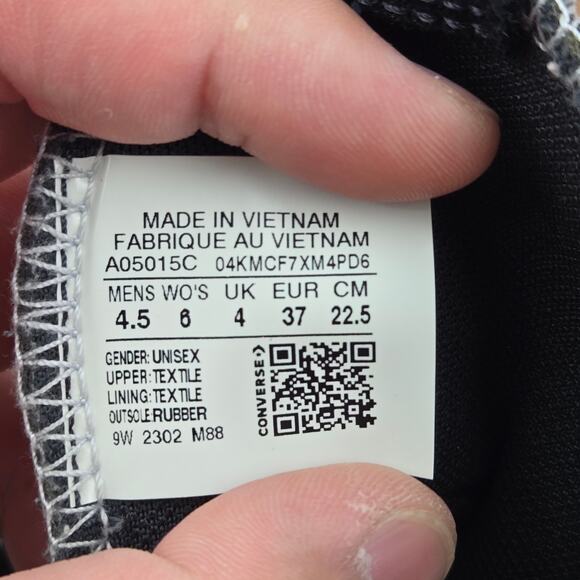 MADE IN VIETNAM
FABRIQUE AU VIETNAM
A05015C 04KMCF7XM4PD6
MENS WO'S UK EUR CM
4.5 6 4 37 22.5
GENDER: UNISEX
UPPER: TEXTILE
LINING: TEXTILE
OUTSOLE:RUBBER
9W 2302 M88
CONVERSE